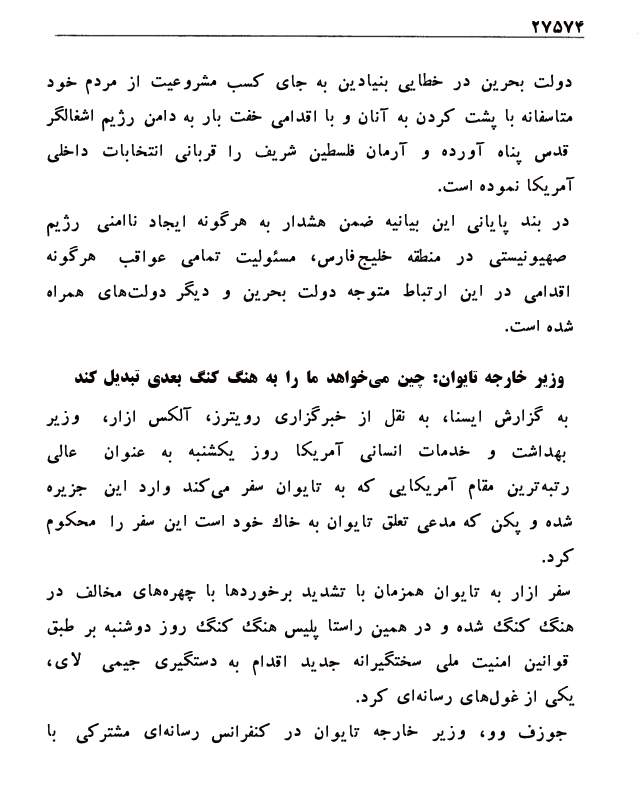 ۲۷۵۷۴
دولت بحرین در خطایی بنیادین به جای کسب مشروعیت از مردم خود
متاسفانه با پشت کردن به آنان و با اقدامی خفت بار به دامن رژیم اشغالگر
قدس پناه آورده و آرمان فلسطین شریف را قربانی انتخابات داخلی
آمریکا نموده است.
در بند پایانی این بیانیه ضمن هشدار به هرگونه ایجاد ناامنی رژیم
صهیونیستی در منطقه خلیج‌فارس، مسئولیت تمامی عواقب هرگونه
اقدامی در این ارتباط متوجه دولت بحرین و دیگر دولت‌های همراه
شده است.
وزیر خارجه تایوان: چین می‌خواهد ما را به هنگ کنگ بعدی تبدیل کند
به گزارش ایسنا، به نقل از خبرگزاری رویترز، آلکس ازار، وزیر
بهداشت و خدمات انسانی آمریکا روز یکشنبه به عنوان عالی
رتبه‌ترین مقام آمریکایی که به تایوان سفر می‌کند وارد این جزیره
شده و پکن که مدعی تعلق تایوان به خاک خود است این سفر را محکوم
کرد.
سفر ازار به تایوان همزمان با تشدید برخوردها با چهره‌های مخالف در
هنگ کنگ شده و در همین راستا پلیس هنگ کنگ روز دوشنبه بر طبق
قوانین امنیت ملی سختگیرانه جدید اقدام به دستگیری جیمی لای،
یکی از غول‌های رسانه‌ای کرد.
جوزف وو، وزیر خارجه تایوان در کنفرانس رسانه‌ای مشترکی با